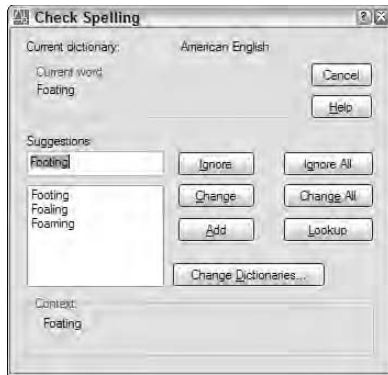 Check Spelling
Current dictionary: American English
Current word
Foating
Cancel
Help
Suggestions:
Footing
Ignore Ignore All
Footing
Foaling
Foaming
Change Change All
Add Lookup
Change Dictionaries...
Context:
Foating